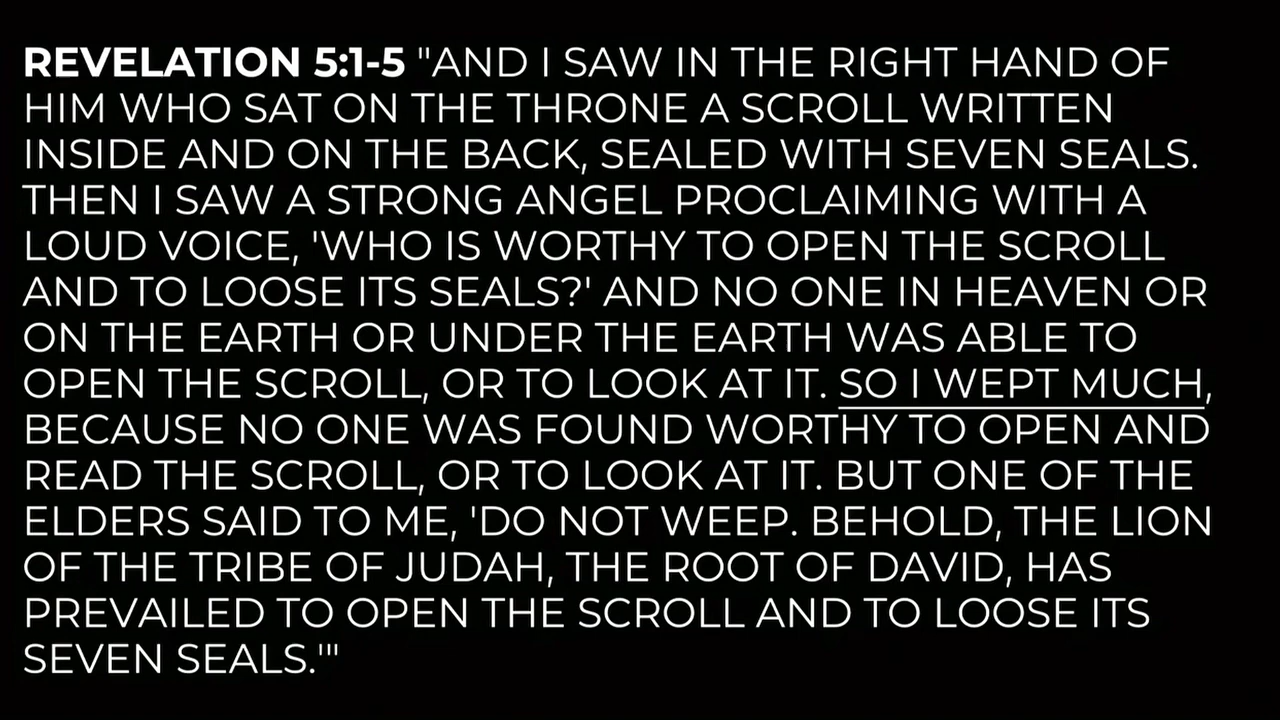 REVELATION 5:1-5 "AND I SAW IN THE RIGHT HAND OF
HIM WHO SAT ON THE THRONE A SCROLL WRITTEN
INSIDE AND ON THE BACK, SEALED WITH SEVEN SEALS.
THEN I SAW A STRONG ANGEL PROCLAIMING WITH A
LOUD VOICE, 'WHO IS WORTHY TO OPEN THE SCROLL
AND TO LOOSE ITS SEALS?' AND NO ONE IN HEAVEN OR
ON THE EARTH OR UNDER THE EARTH WAS ABLE TO
OPEN THE SCROLL, OR TO LOOK AT IT. SO I WEPT MUCH,
BECAUSE NO ONE WAS FOUND WORTHY TO OPEN AND
READ THE SCROLL, OR TO LOOK AT IT. BUT ONE OF THE
ELDERS SAID TO ME, 'DO NOT WEEP. BEHOLD, THE LION
OF THE TRIBE OF JUDAH, THE ROOT OF DAVID, HAS
PREVAILED TO OPEN THE SCROLL AND TO LOOSE ITS
SEVEN SEALS.'"